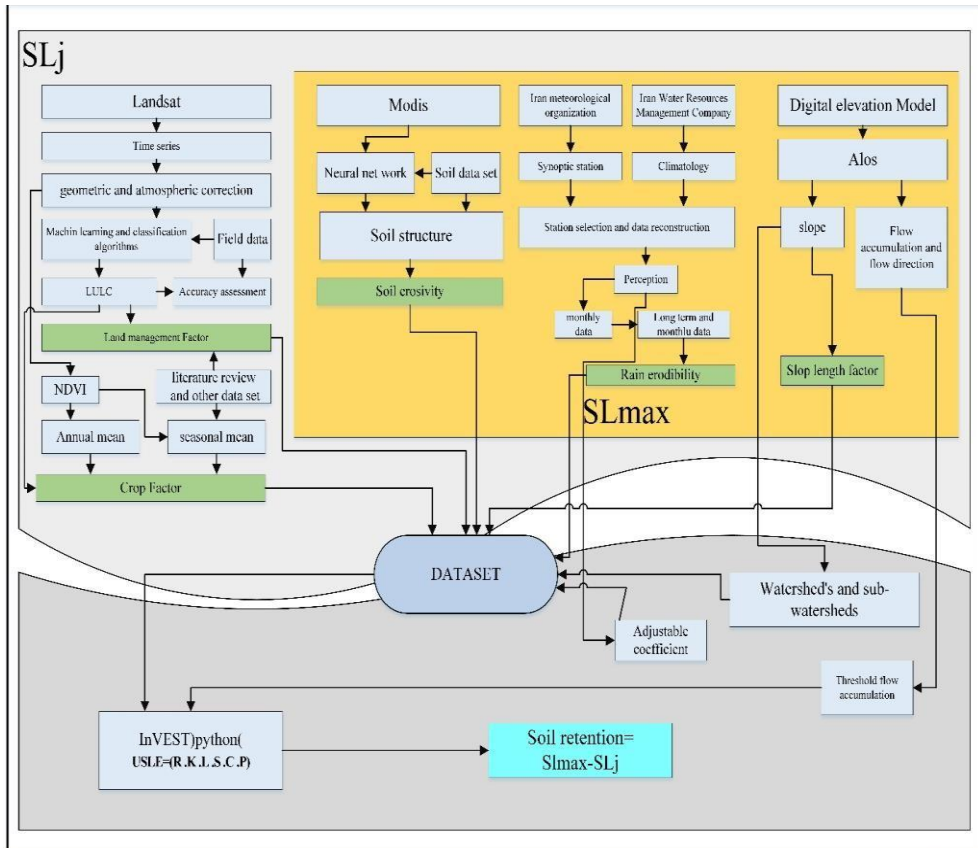 SLj
Landsat
Time series
geometric and atmospheric correction
Machin learning and classification
algorithms
Field data
LULC
Accuracy assessment
Land management Factor
NDVI
literature review
and other data set
Annual mean
seasonal mean
Crop Factor
Modis
Neural net work
Soil data set
Soil structure
Soil erosivity
Iran meteorological
organization
Iran Water Resources
Management Company
Synoptic station
Climatology
Station selection and data reconstruction
Perception
monthly
data
Long term and
monthlu data
Rain erodibility
SLmax
Digital elevation Model
Alos
slope
Flow
accumulation and
flow direction
Slop length factor
DATASET
Watershed's and sub-
watersheds
Adjustable
coefficient
Threshold flow
accumulation
InVEST)python(
USLE=(R.K.L.S.C.P)
Soil retention=
Slmax-SLj